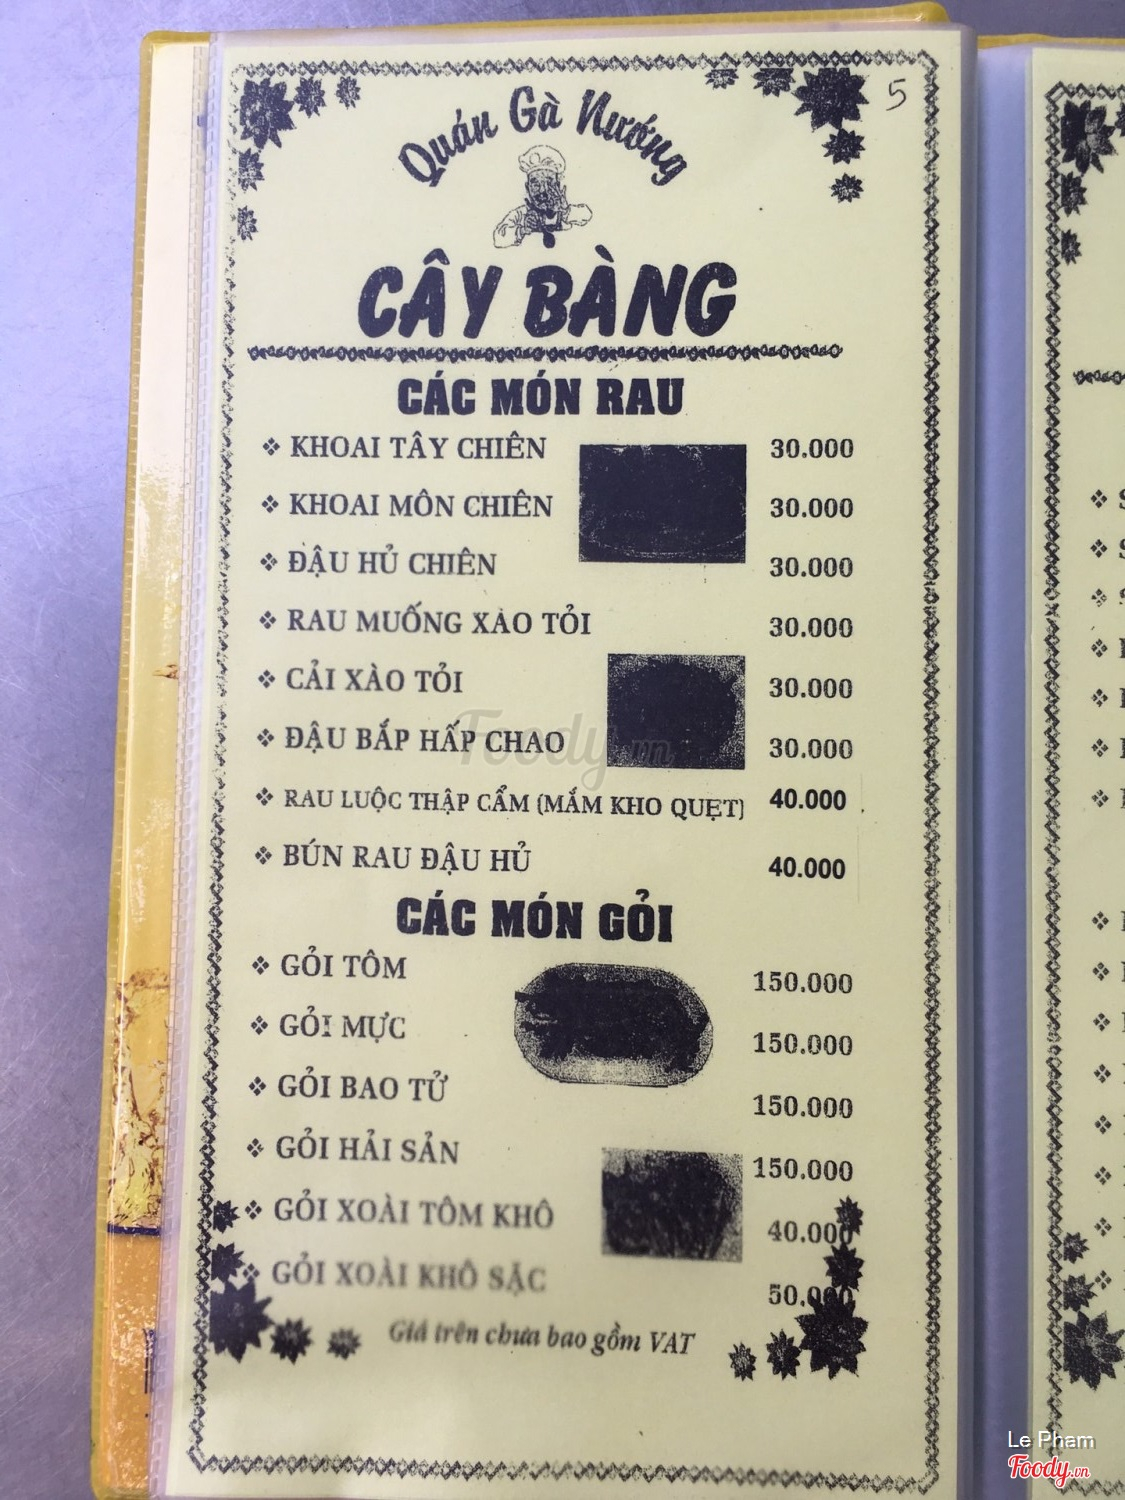 5
Quán Gà Nướng
CÂY BÀNG
CÁC MÓN RAU
❖ KHOAI TÂY CHIÊN 30.000
❖ KHOAI MÔN CHIÊN 30.000
❖ ĐẬU HỦ CHIÊN 30.000
❖ RAU MUỐNG XÀO TỎI 30.000
❖ CẢI XÀO TỎI 30.000
❖ ĐẬU BẮP HẤP CHAO 30.000
❖ RAU LUỘC THẬP CẨM (MẮM KHO QUẸT) 40.000
❖ BÚN RAU ĐẬU HỦ 40.000
CÁC MÓN GỎI
❖ GỎI TÔM 150.000
❖ GỎI MỰC 150.000
❖ GỎI BAO TỬ 150.000
❖ GỎI HẢI SẢN 150.000
❖ GỎI XOÀI TÔM KHÔ 40.000
❖ GỎI XOÀI KHÔ SẶC 50.000
Giá trên chưa bao gồm VAT
Foody.vn
Le Pham
Foody.vn